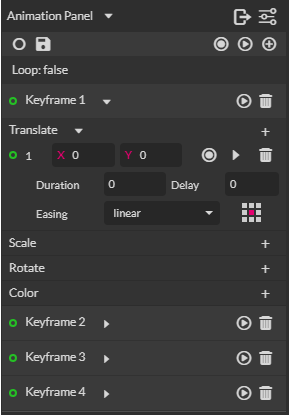 Animation Panel
Loop: false
Keyframe 1
Translate +
1 X 0 Y 0
Duration 0 Delay 0
Easing linear
Scale +
Rotate +
Color +
Keyframe 2
Keyframe 3
Keyframe 4